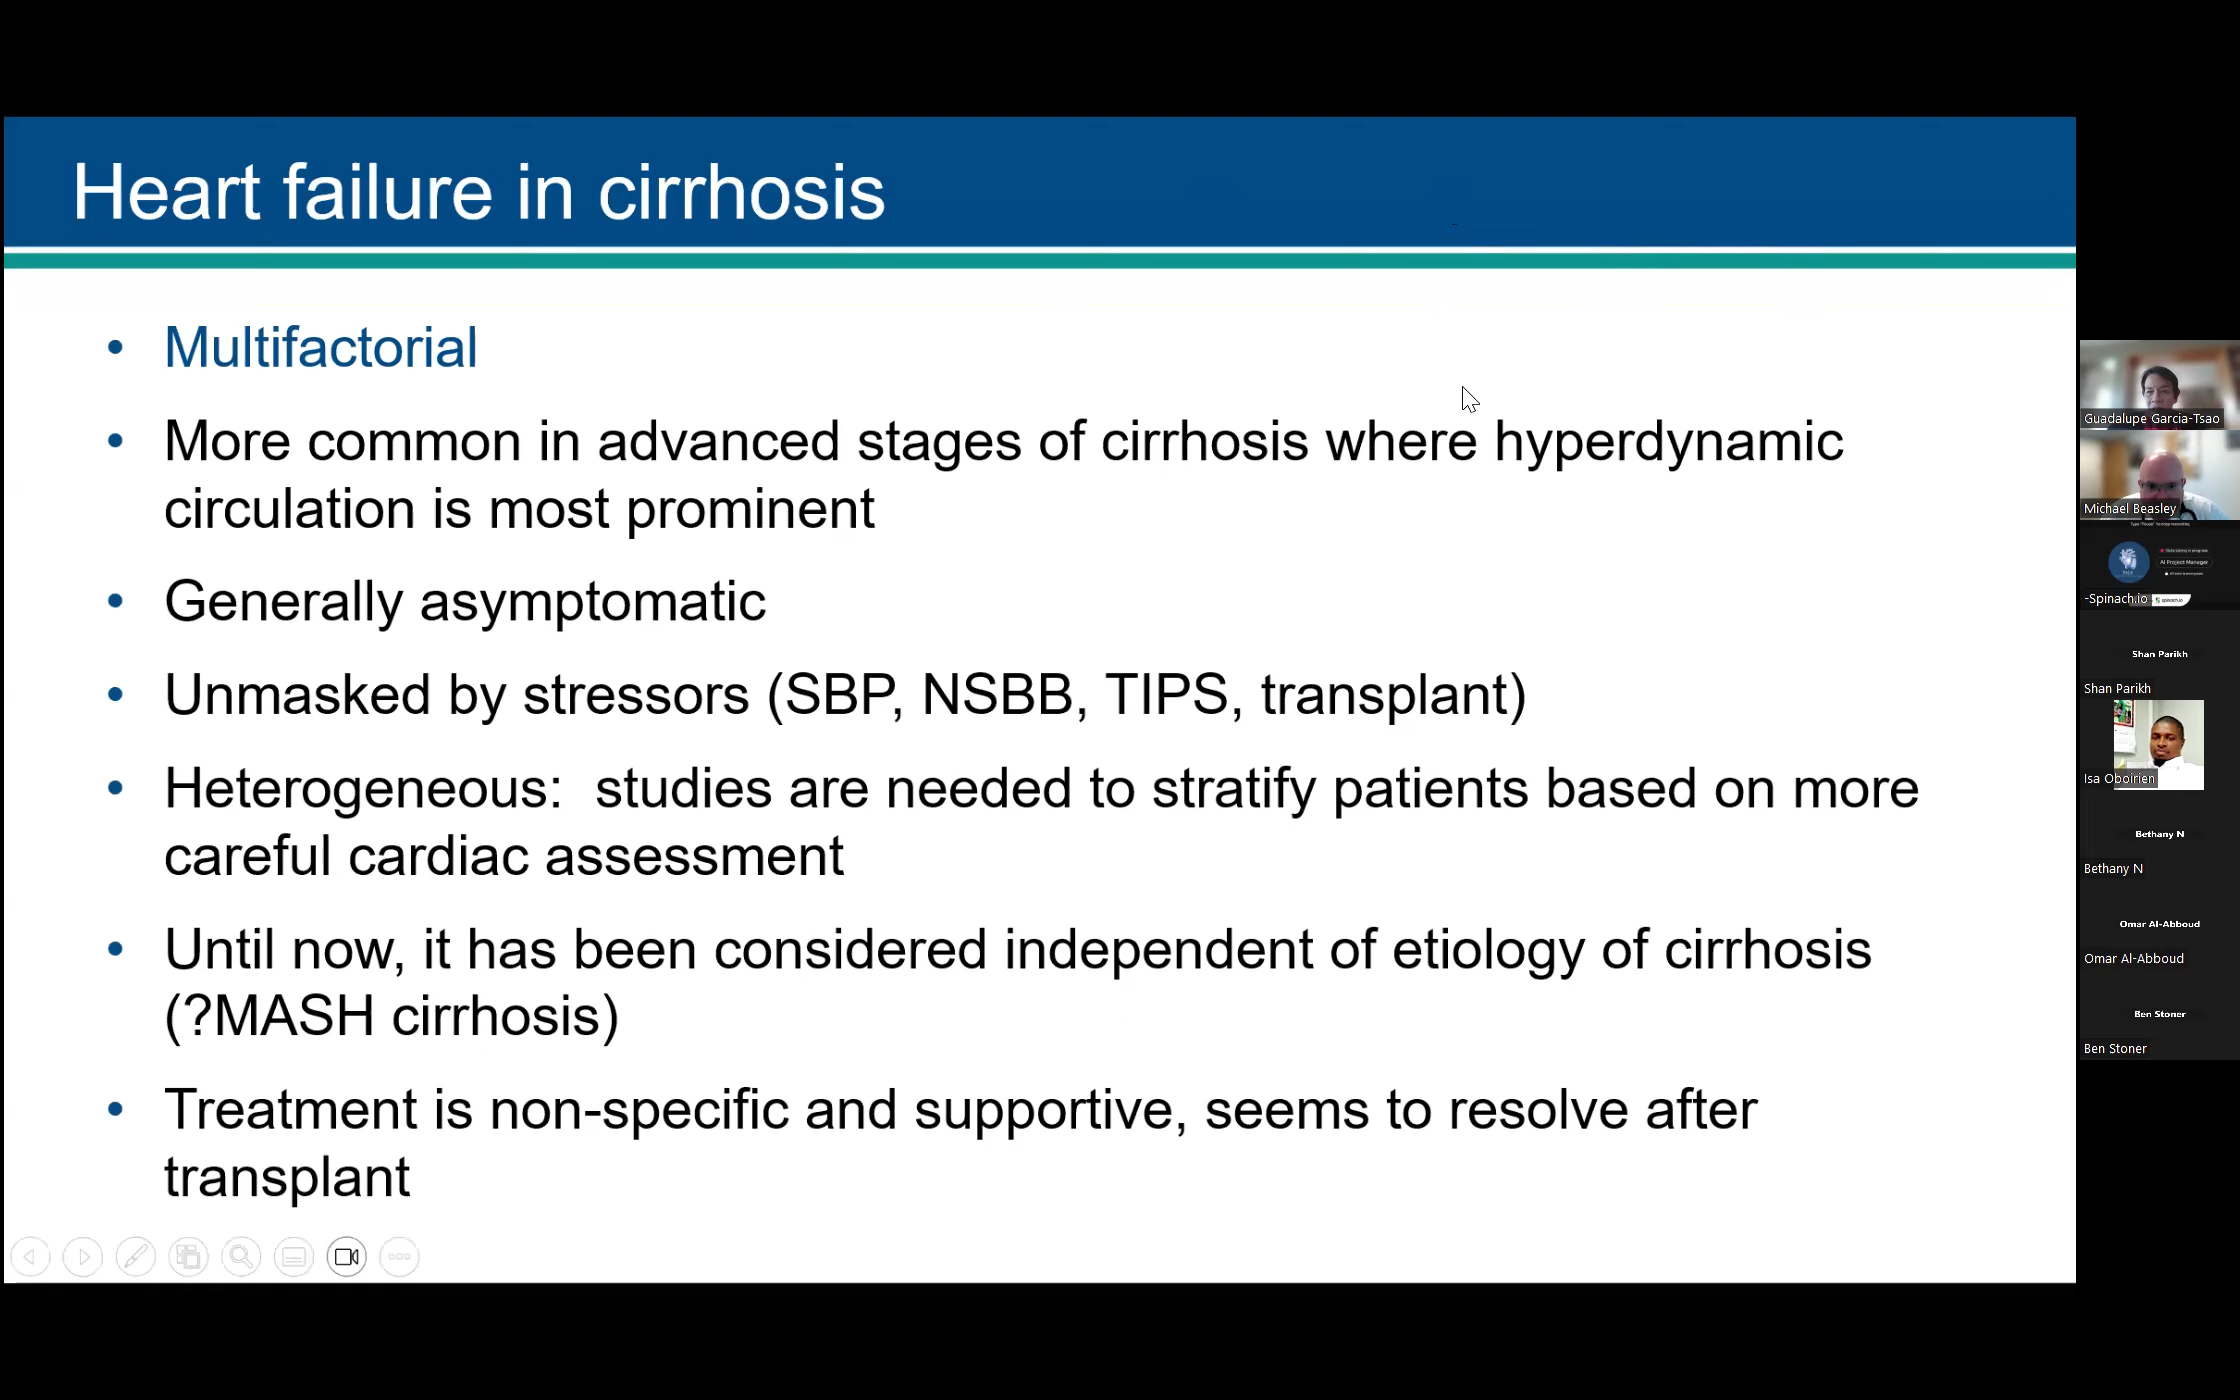 Heart failure in cirrhosis
• Multifactorial
• More common in advanced stages of cirrhosis where hyperdynamic
circulation is most prominent
• Generally asymptomatic
• Unmasked by stressors (SBP, NSBB, TIPS, transplant)
• Heterogeneous:  studies are needed to stratify patients based on more
careful cardiac assessment
• Until now, it has been considered independent of etiology of cirrhosis
(?MASH cirrhosis)
• Treatment is non-specific and supportive, seems to resolve after
transplant
Guadalupe Garcia-Tsao
Michael Beasley
AI Project Manager
spinach.io
-Spinach.io
Shan Parikh
Shan Parikh
Isa Oboirien
Bethany N
Bethany N
Omar Al-Abboud
Omar Al-Abboud
Ben Stoner
Ben Stoner